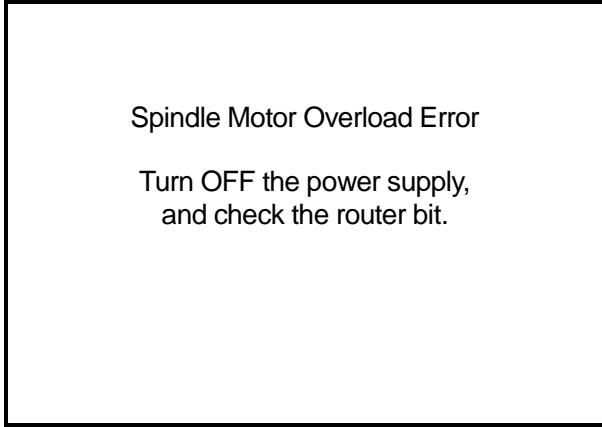 Spindle Motor Overload Error
Turn OFF the power supply,
and check the router bit.